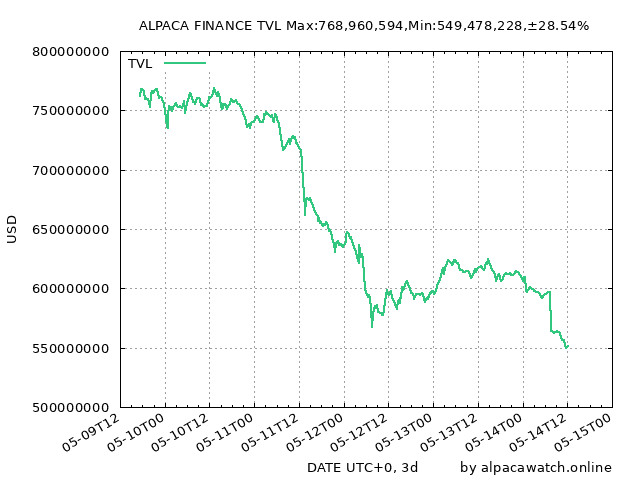 ALPACA FINANCE TVL Max:768,960,594,Min:549,478,228,±28.54%
800000000
TVL
750000000
700000000
650000000
USD
600000000
550000000
500000000
05-09T12 05-10T00 05-10T12 05-11T00 05-11T12 05-12T00 05-12T12 05-13T00 05-13T12 05-14T00 05-14T12 05-15T00
DATE UTC+0, 3d by alpacawatch.online